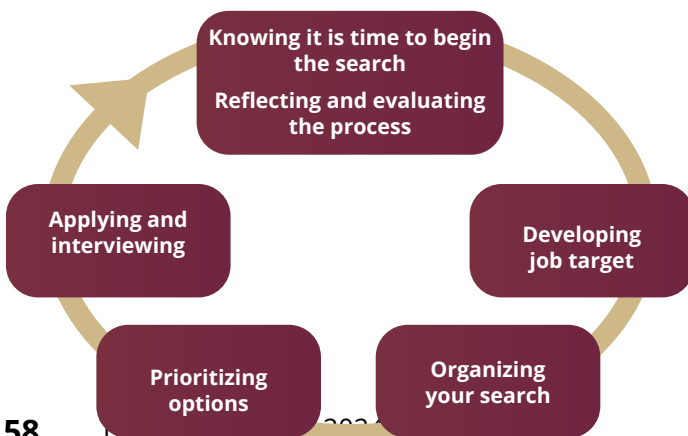 Knowing it is time to begin
the search
Reflecting and evaluating
the process
Applying and
interviewing
Developing
job target
Prioritizing
options
Organizing
your search
58